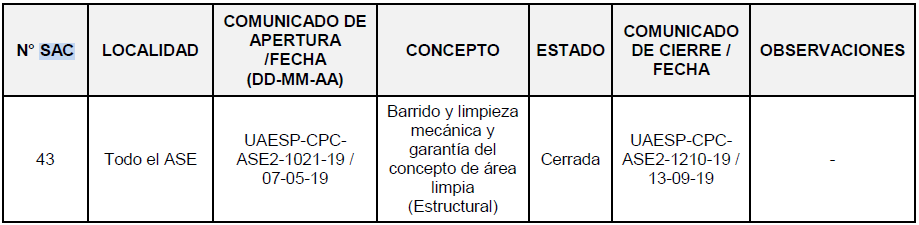 N° SAC
LOCALIDAD
COMUNICADO DE
APERTURA
/FECHA
(DD-MM-AA)
CONCEPTO
ESTADO
COMUNICADO
DE CIERRE /
FECHA
OBSERVACIONES
43
Todo el ASE
UAESP-CPC-
ASE2-1021-19 /
07-05-19
Barrido y limpieza
mecánica y
garantía del
concepto de área
limpia
(Estructural)
Cerrada
UAESP-CPC-
ASE2-1210-19 /
13-09-19
-